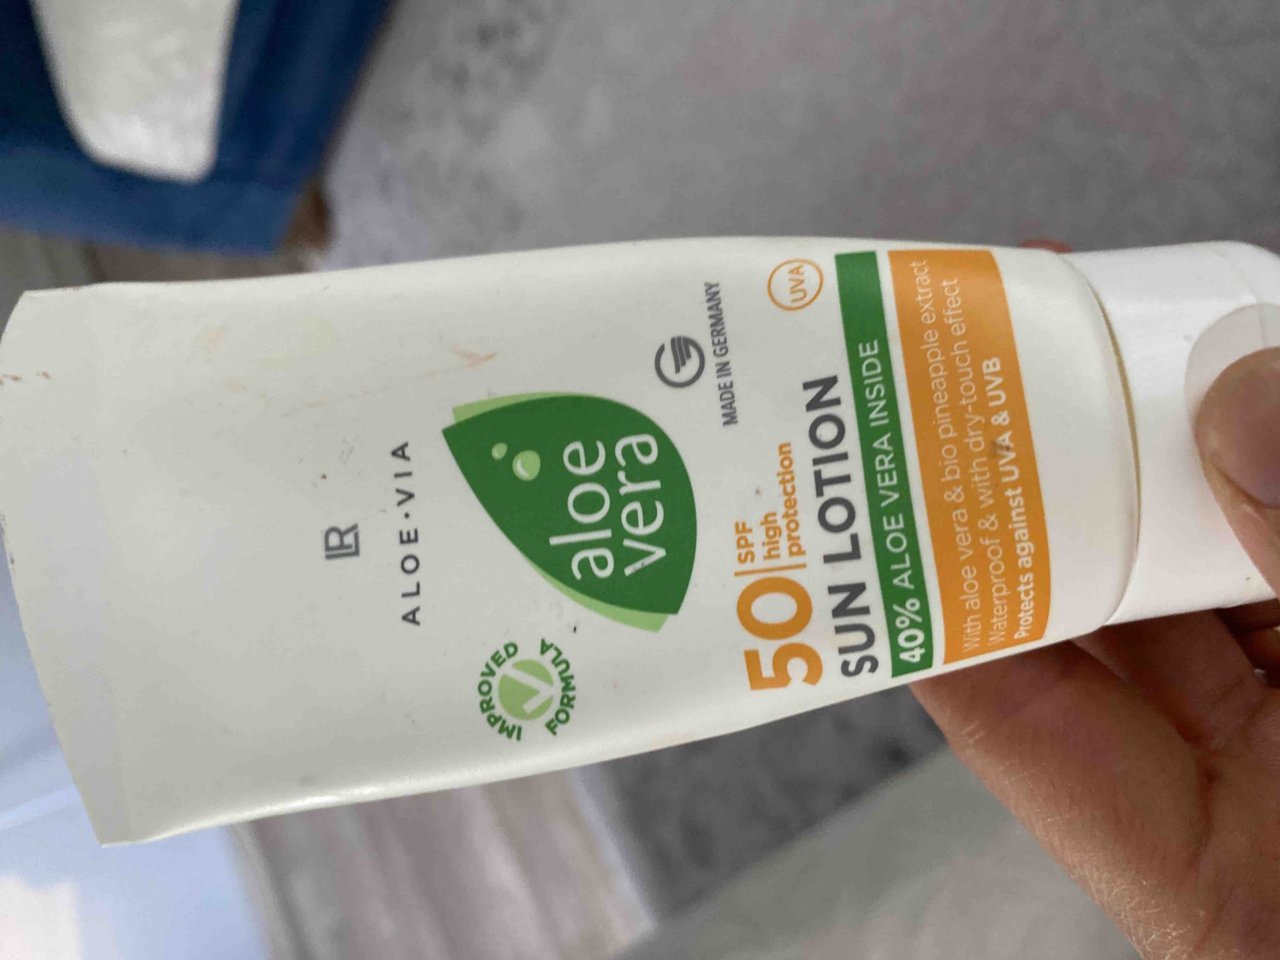 LR
ALOE•VIA
IMPROVED
FORMULA
aloe
vera
MADE IN GERMANY
50 SPF
high
protection
UVA
SUN LOTION
40% ALOE VERA INSIDE
With aloe vera & bio pineapple extract
Waterproof & with dry-touch effect
Protects against UVA & UVB